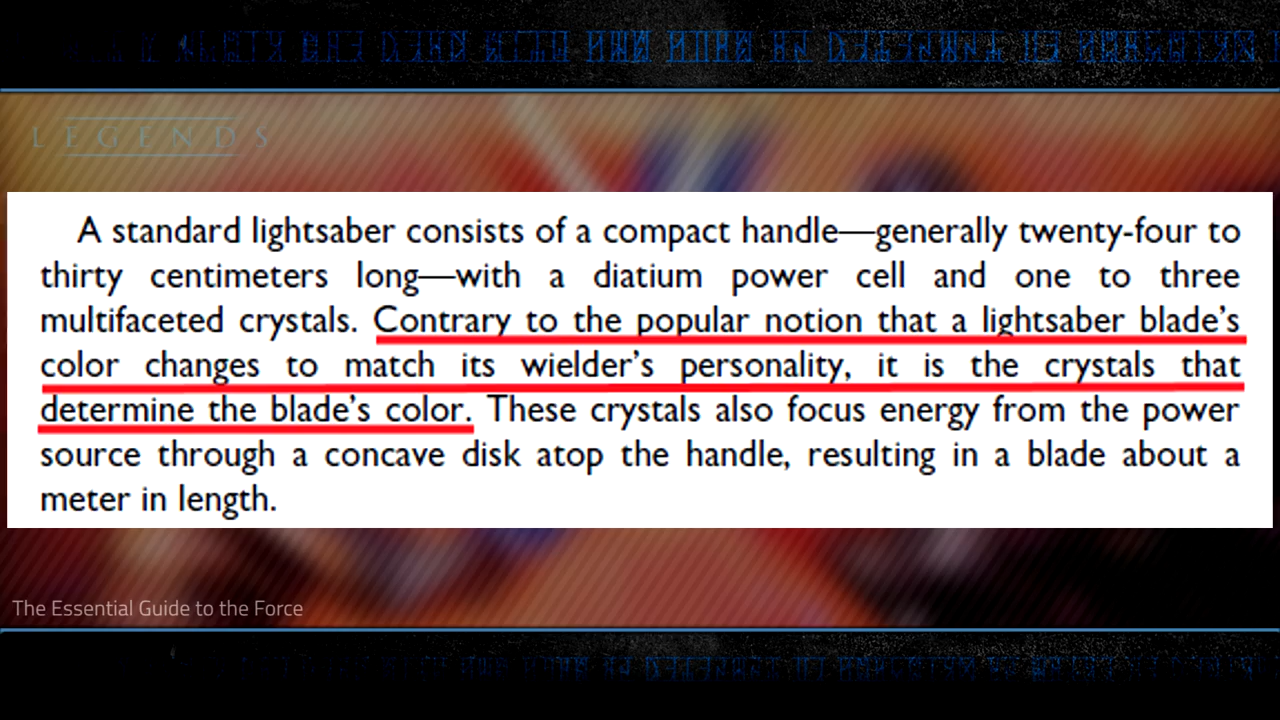 LEGENDS
A standard lightsaber consists of a compact handle—generally twenty-four to
thirty centimeters long—with a diatium power cell and one to three
multifaceted crystals. Contrary to the popular notion that a lightsaber blade’s
color changes to match its wielder’s personality, it is the crystals that
determine the blade’s color. These crystals also focus energy from the power
source through a concave disk atop the handle, resulting in a blade about a
meter in length.
The Essential Guide to the Force